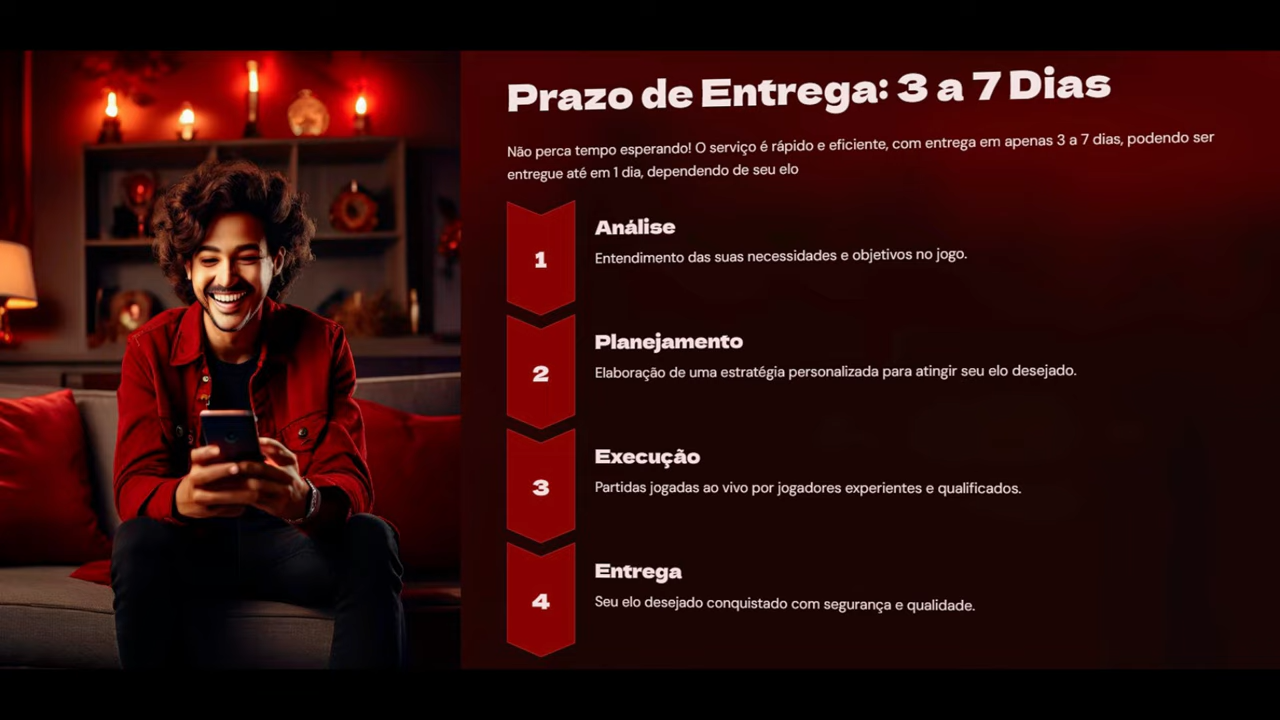 Prazo de Entrega: 3 a 7 Dias
Não perca tempo esperando! O serviço é rápido e eficiente, com entrega em apenas 3 a 7 dias, podendo ser
entregue até em 1 dia, dependendo de seu elo
1
Análise
Entendimento das suas necessidades e objetivos no jogo.
2
Planejamento
Elaboração de uma estratégia personalizada para atingir seu elo desejado.
3
Execução
Partidas jogadas ao vivo por jogadores experientes e qualificados.
4
Entrega
Seu elo desejado conquistado com segurança e qualidade.